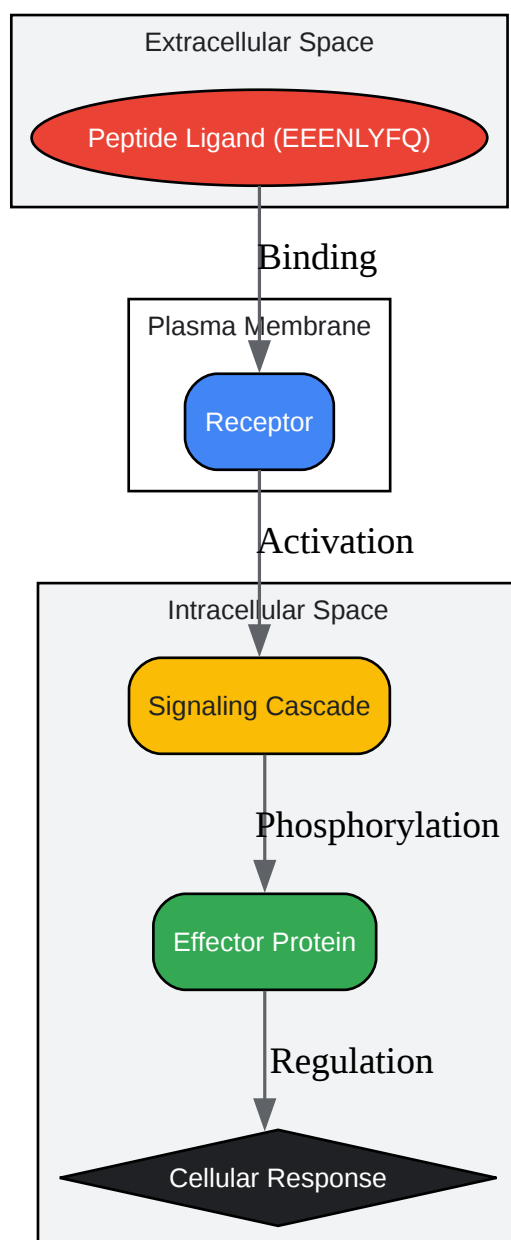 Extracellular Space
Peptide Ligand (EEENLYFQ)
Binding
Plasma Membrane
Receptor
Activation
Intracellular Space
Signaling Cascade
Phosphorylation
Effector Protein
Regulation
Cellular Response